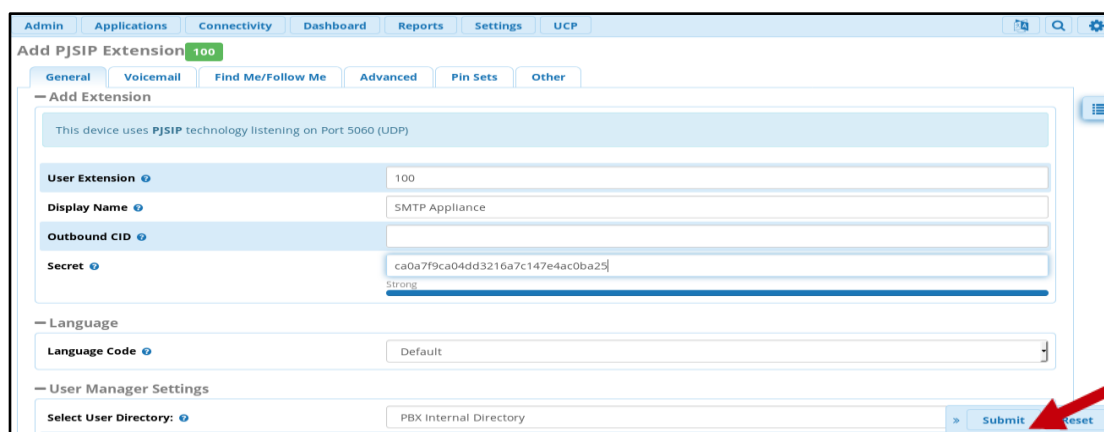 Admin Applications Connectivity Dashboard Reports Settings UCP
Add PJSIP Extension 100
General Voicemail Find Me/Follow Me Advanced Pin Sets Other
Add Extension
This device uses PJSIP technology listening on Port 5060 (UDP)
User Extension 100
Display Name SMTP Appliance
Outbound CID
Secret ca0a7f9ca04dd3216a7c147e4ac0ba25
Strong
Language
Language Code Default
User Manager Settings
Select User Directory: PBX Internal Directory » Submit Reset